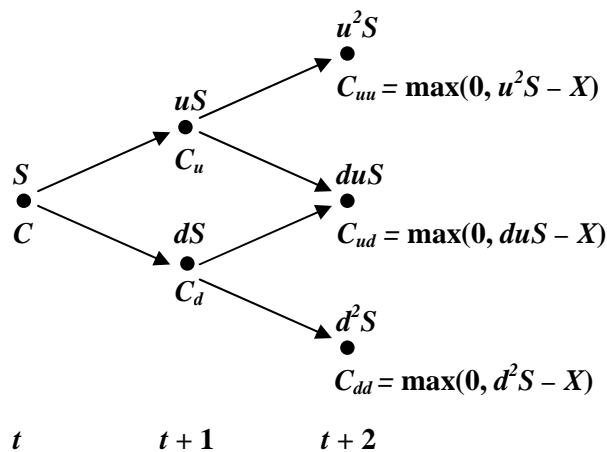 u²S
C_uu = max(0, u²S – X)
uS
C_u
S
C
duS
C_ud = max(0, duS – X)
dS
C_d
d²S
C_dd = max(0, d²S – X)
t t + 1 t + 2